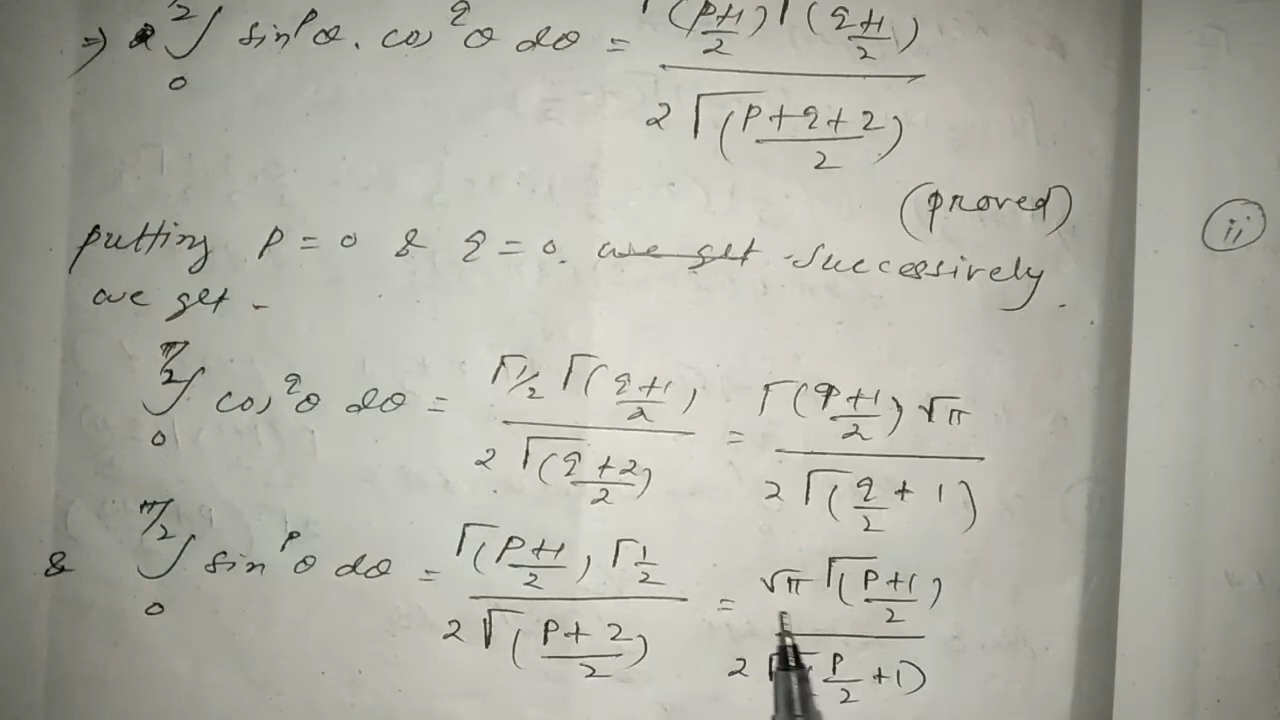 ⇒ ∫₀^{π/2} sin^p θ . cos^q θ dθ = Γ((p+1)/2) Γ((q+1)/2) / 2 Γ((p+q+2)/2)
(proved)
putting p = 0 & q = 0. we get successively
we get -
∫₀^{π/2} cos^q θ dθ = Γ1/2 Γ((q+1)/2) / 2 Γ((q+2)/2) = Γ((q+1)/2) √π / 2 Γ(q/2 + 1)
& ∫₀^{π/2} sin^p θ dθ = Γ((p+1)/2) Γ1/2 / 2 Γ((p+2)/2) = √π Γ((p+1)/2) / 2 Γ(p/2 + 1)
ii